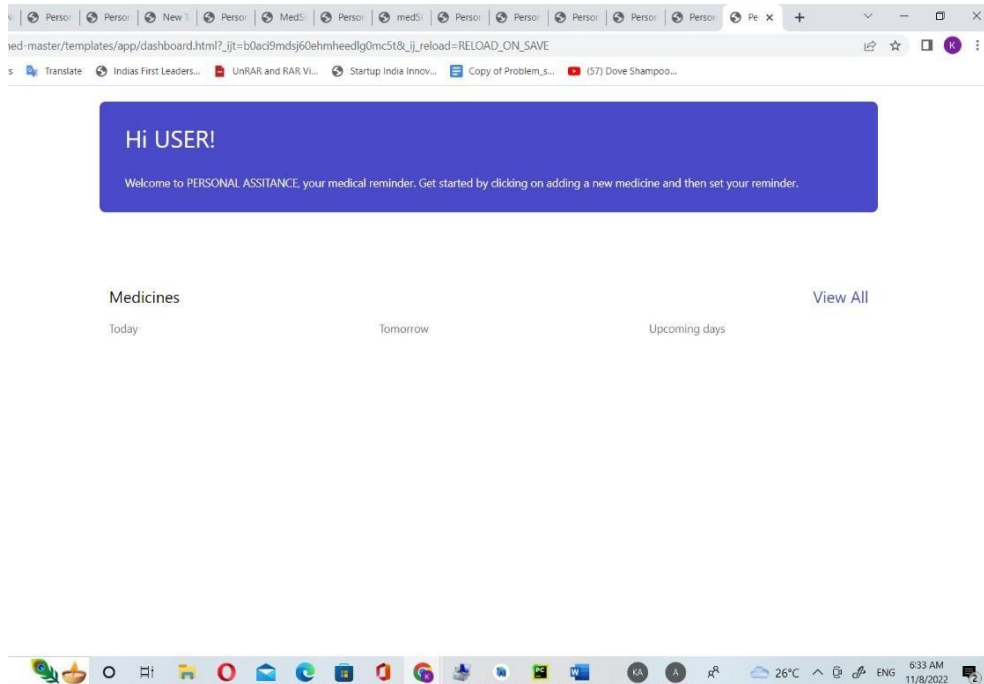 Person Person New T Person MedS Person medS Person Person Person Person Person Pe
ned-master/templates/app/dashboard.html?_ijt=b0aci9mdsj60ehmheedlg0mc5t&_ij_reload=RELOAD_ON_SAVE
K
s Translate Indias First Leaders... UnRAR and RAR Vi... Startup India Innov... Copy of Problem_s... (57) Dove Shampoo...
Hi USER!
Welcome to PERSONAL ASSITANCE, your medical reminder. Get started by clicking on adding a new medicine and then set your reminder.
Medicines View All
Today Tomorrow Upcoming days
KA A 26°C ENG 6:33 AM
11/8/2022 2